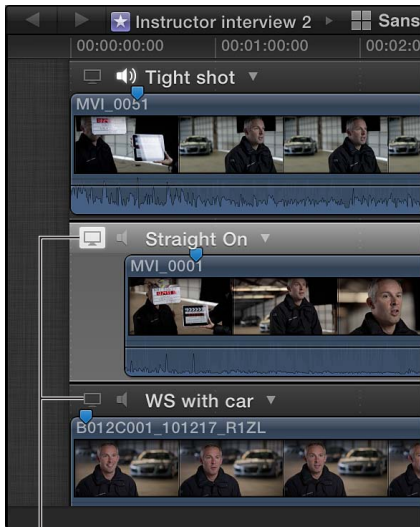 Instructor interview 2 Sans
00:00:00:00 00:01:00:00 00:02:0
Tight shot
MVI_0051
Straight On
MVI_0001
WS with car
B012C001_101217_R1ZL